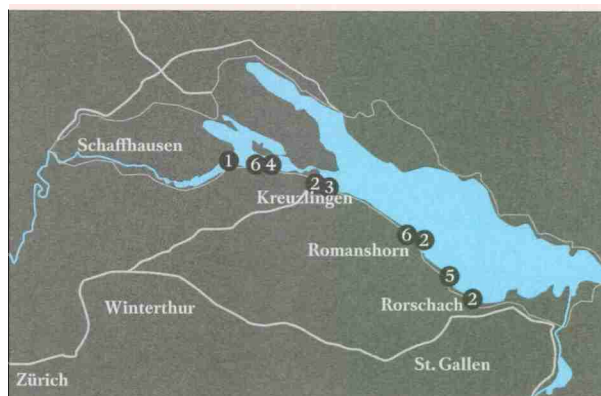 Schaffhausen
1
6 4
2 3
Kreuzlingen
6 2
Romanshorn
5
2
Rorschach
Winterthur
St. Gallen
Zürich